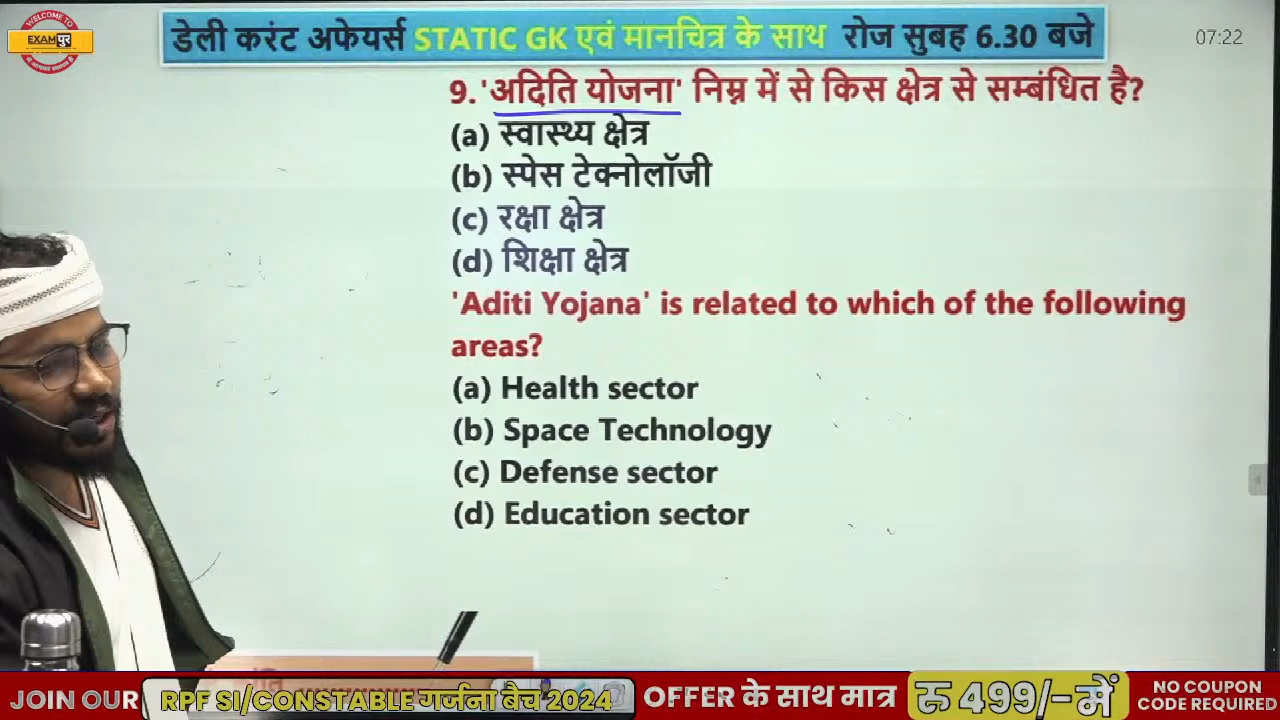 WELCOME TO
EXAMपुर
डेली करंट अफेयर्स STATIC GK एवं मानचित्र के साथ रोज सुबह 6.30 बजे
07:22
9. 'अदिति योजना' निम्न में से किस क्षेत्र से सम्बंधित है?
(a) स्वास्थ्य क्षेत्र
(b) स्पेस टेक्नोलॉजी
(c) रक्षा क्षेत्र
(d) शिक्षा क्षेत्र
'Aditi Yojana' is related to which of the following
areas?
(a) Health sector
(b) Space Technology
(c) Defense sector
(d) Education sector
JOIN OUR RPF SI/CONSTABLE गर्जना बैच 2024 OFFER के साथ मात्र रु 499/-में NO COUPON
CODE REQUIRED